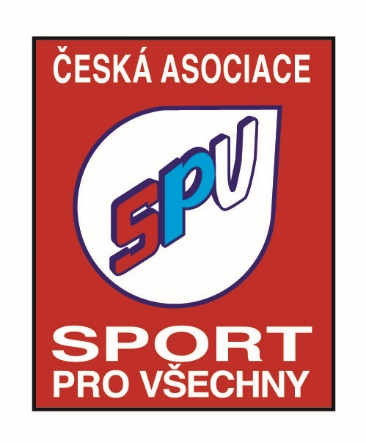 ČESKÁ ASOCIACE
SPV
SPORT
PRO VŠECHNY